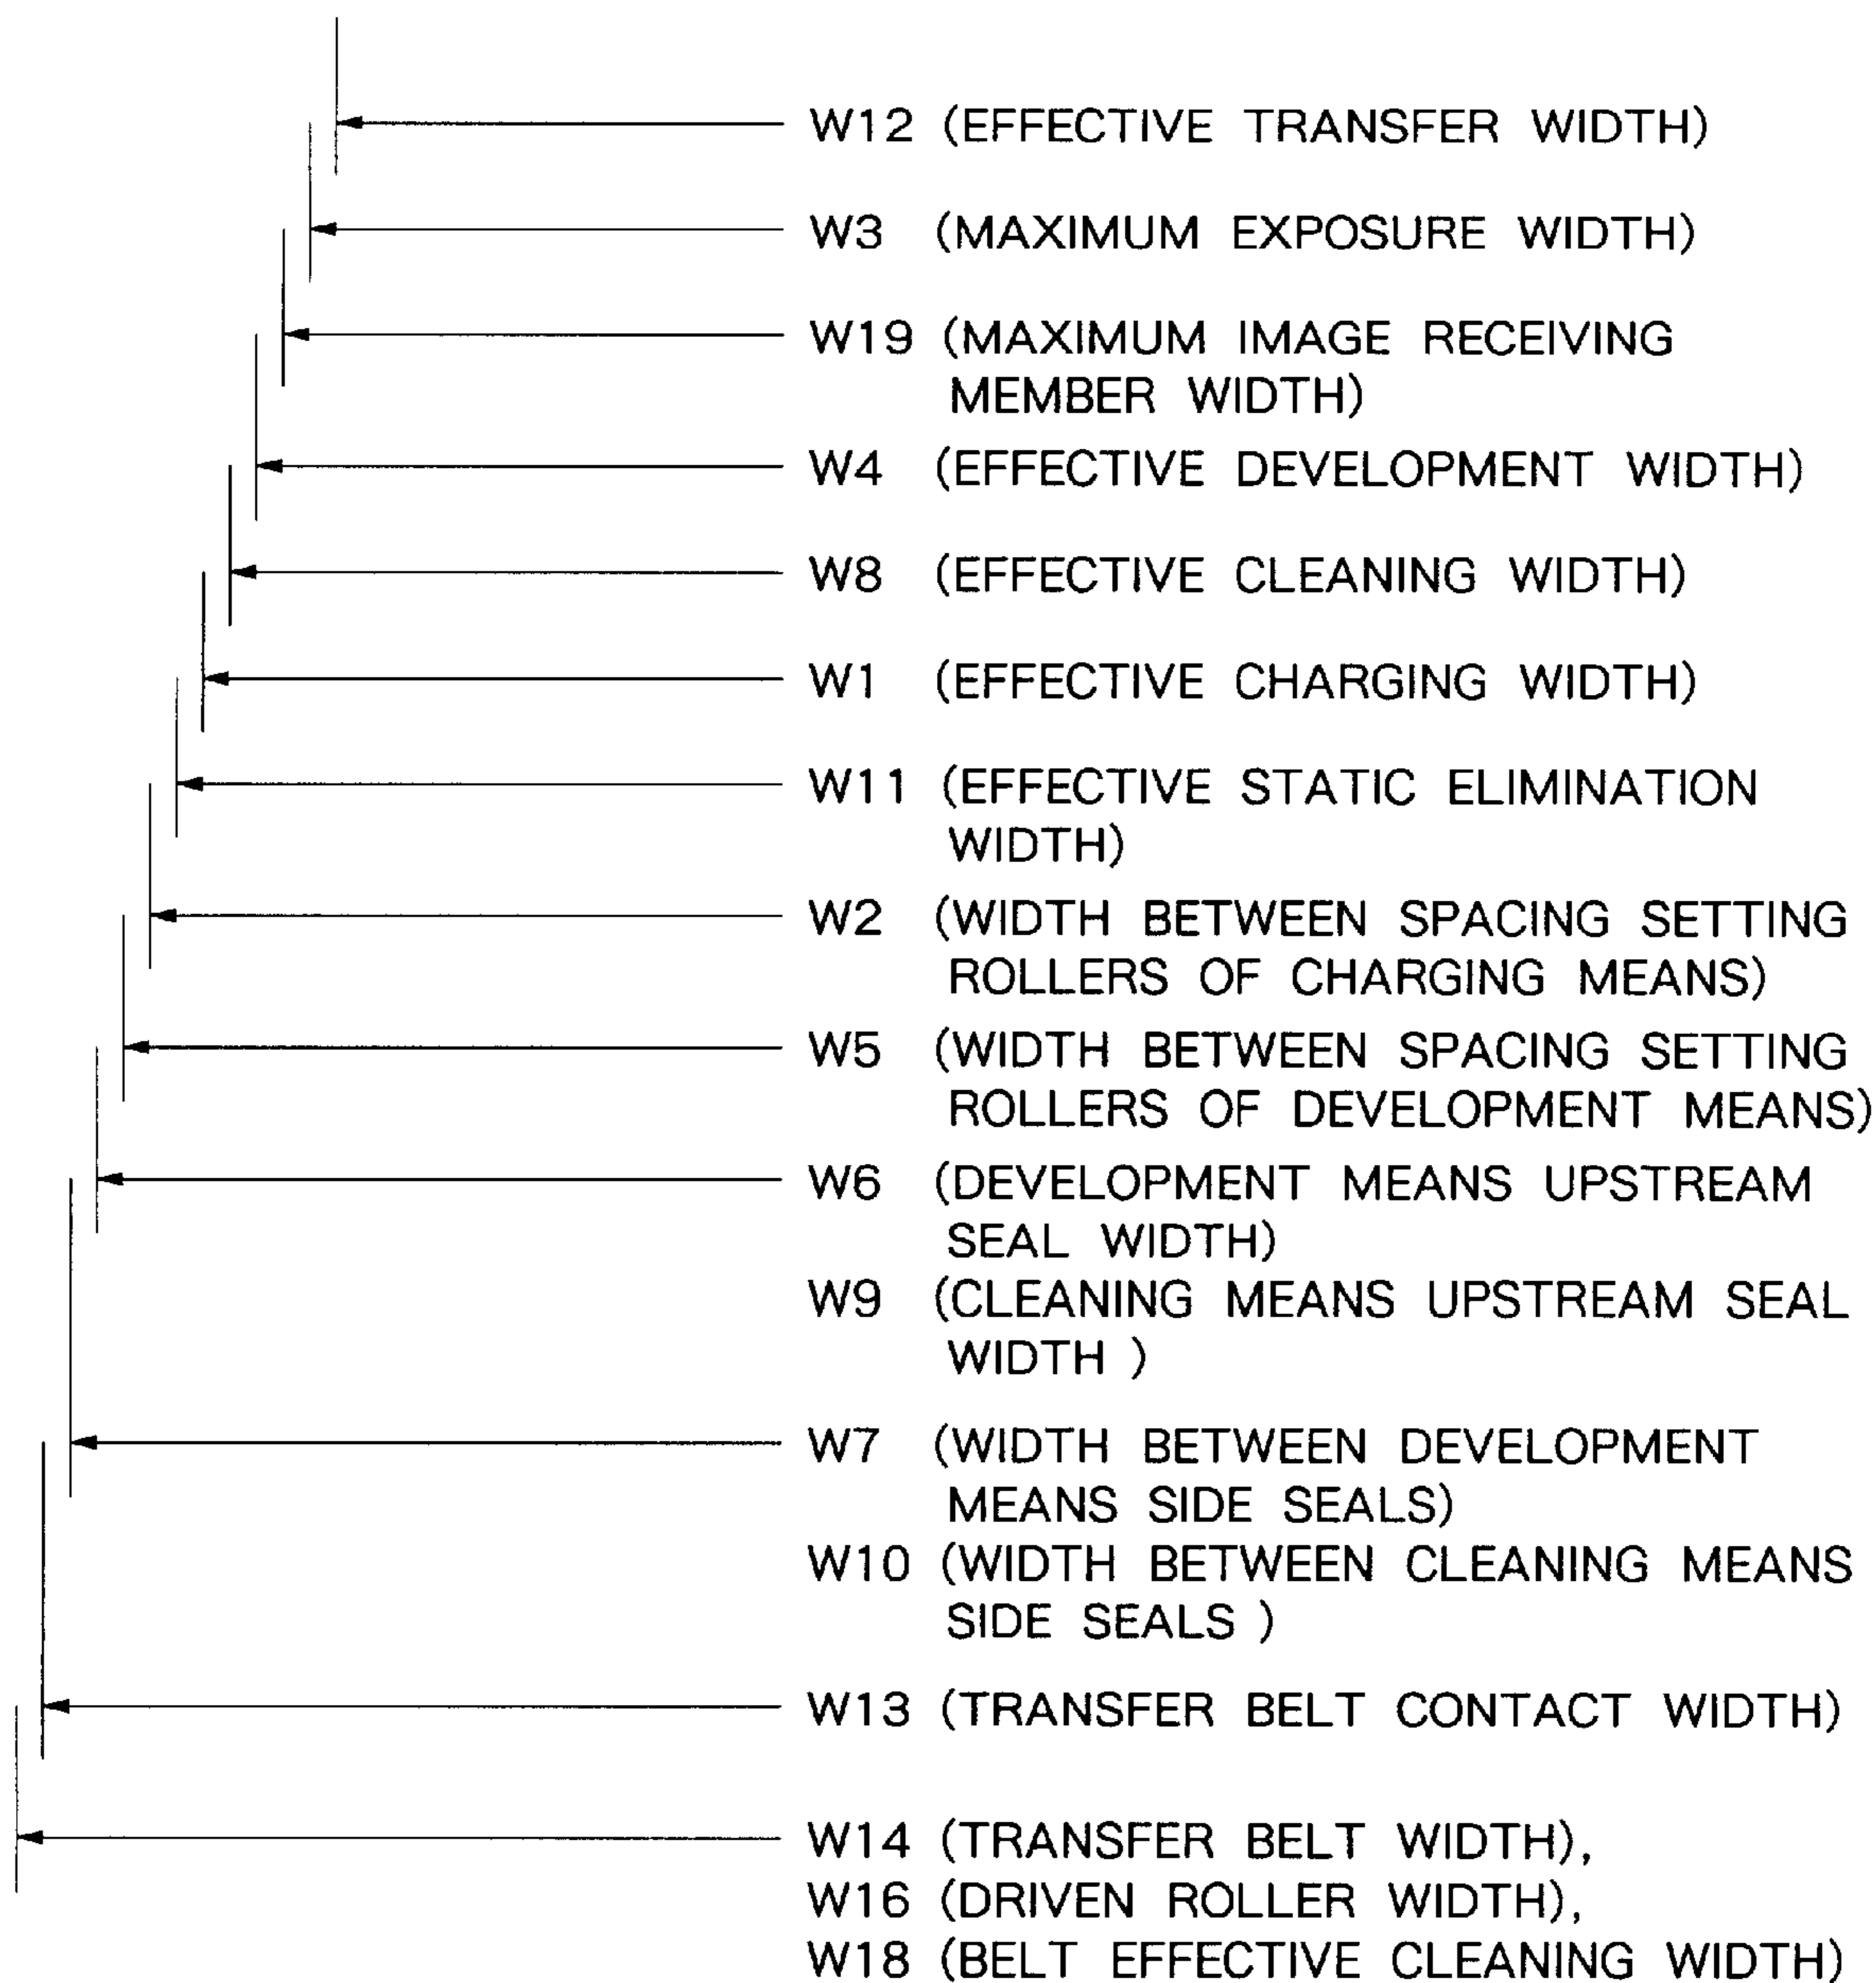 W12 (EFFECTIVE TRANSFER WIDTH)
W3 (MAXIMUM EXPOSURE WIDTH)
W19 (MAXIMUM IMAGE RECEIVING
MEMBER WIDTH)
W4 (EFFECTIVE DEVELOPMENT WIDTH)
W8 (EFFECTIVE CLEANING WIDTH)
W1 (EFFECTIVE CHARGING WIDTH)
W11 (EFFECTIVE STATIC ELIMINATION
WIDTH)
W2 (WIDTH BETWEEN SPACING SETTING
ROLLERS OF CHARGING MEANS)
W5 (WIDTH BETWEEN SPACING SETTING
ROLLERS OF DEVELOPMENT MEANS)
W6 (DEVELOPMENT MEANS UPSTREAM
SEAL WIDTH)
W9 (CLEANING MEANS UPSTREAM SEAL
WIDTH )
W7 (WIDTH BETWEEN DEVELOPMENT
MEANS SIDE SEALS)
W10 (WIDTH BETWEEN CLEANING MEANS
SIDE SEALS )
W13 (TRANSFER BELT CONTACT WIDTH)
W14 (TRANSFER BELT WIDTH),
W16 (DRIVEN ROLLER WIDTH),
W18 (BELT EFFECTIVE CLEANING WIDTH)